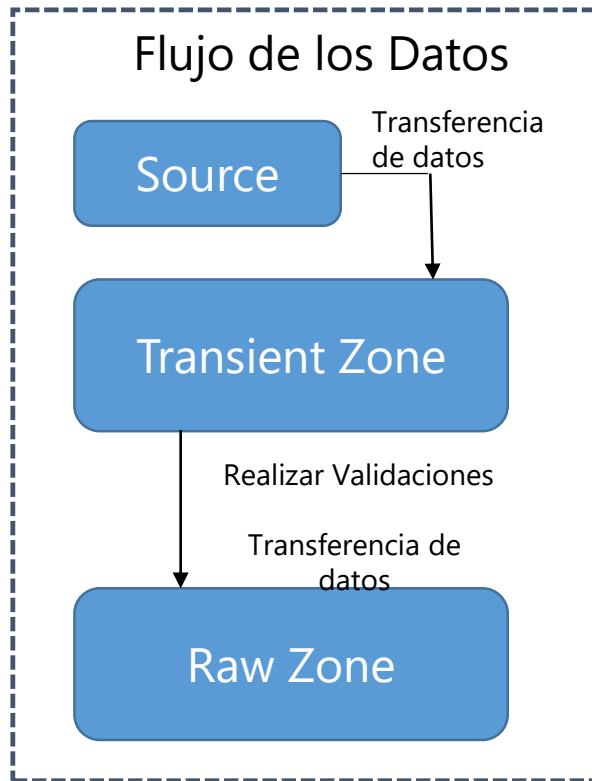 Flujo de los Datos
Source
Transferencia
de datos
Transient Zone
Realizar Validaciones
Transferencia de
datos
Raw Zone